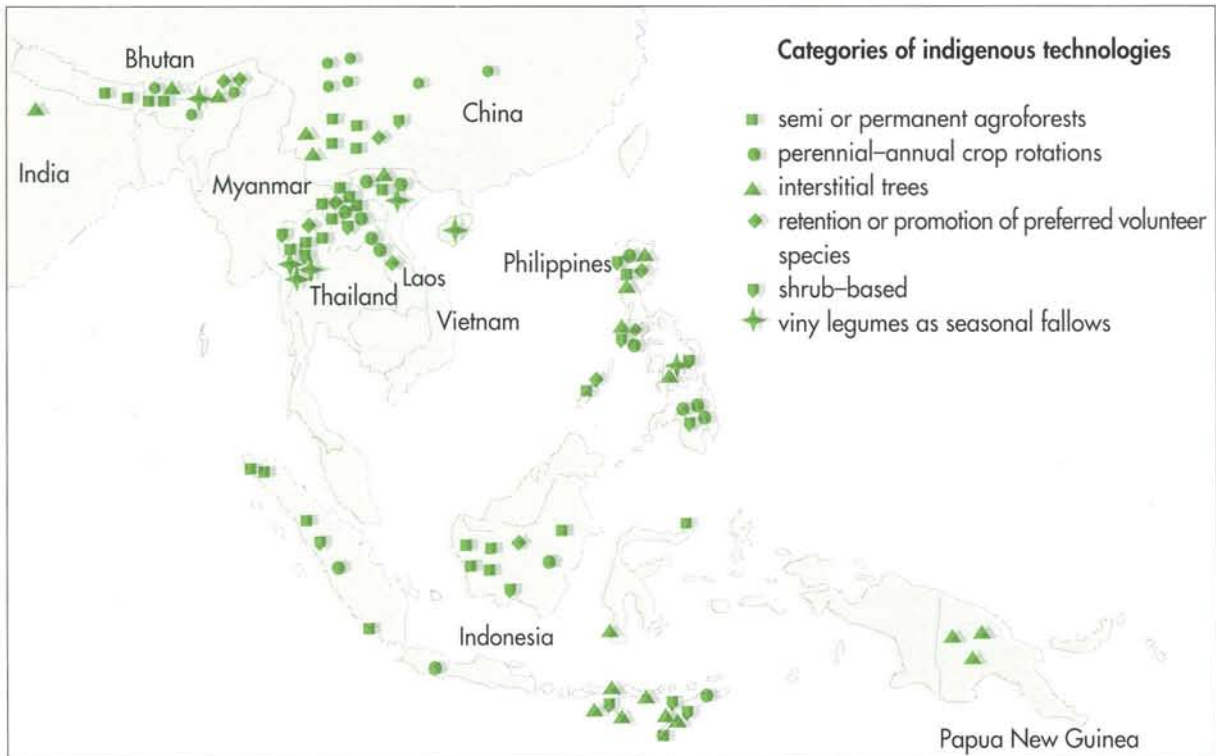 Categories of indigenous technologies
semi or permanent agroforests
perennial–annual crop rotations
interstitial trees
retention or promotion of preferred volunteer
species
shrub–based
viny legumes as seasonal fallows
Bhutan
China
India
Myanmar
Laos
Thailand
Vietnam
Philippines
Indonesia
Papua New Guinea